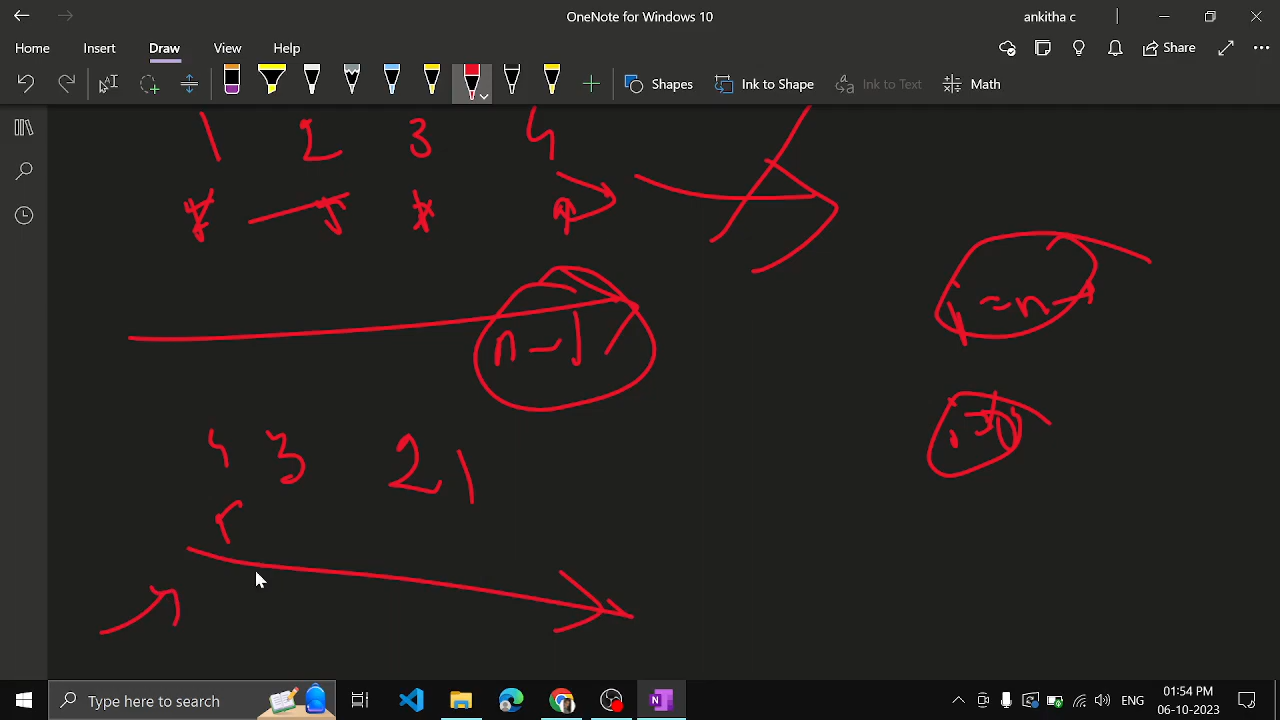 OneNote for Windows 10
ankitha c
Home Insert Draw View Help
Share
Shapes Ink to Shape Ink to Text Math
1 2 3 4
n-1
4 3 2 1
Type here to search
ENG
01:54 PM
06-10-2023